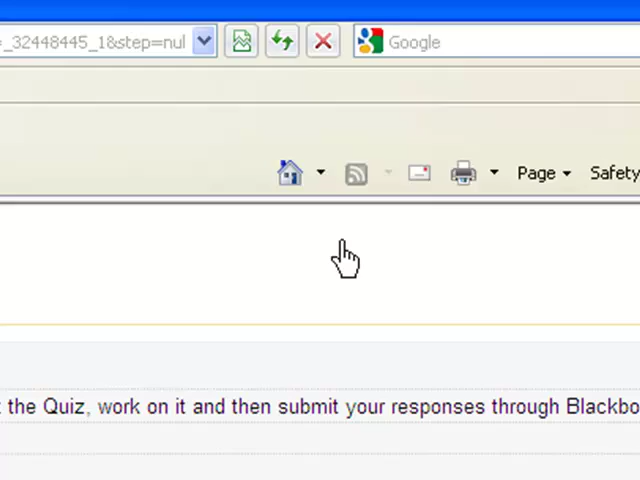 =_32448445_1&step=nul
Google
Page
Safety
t the Quiz, work on it and then submit your responses through Blackbo